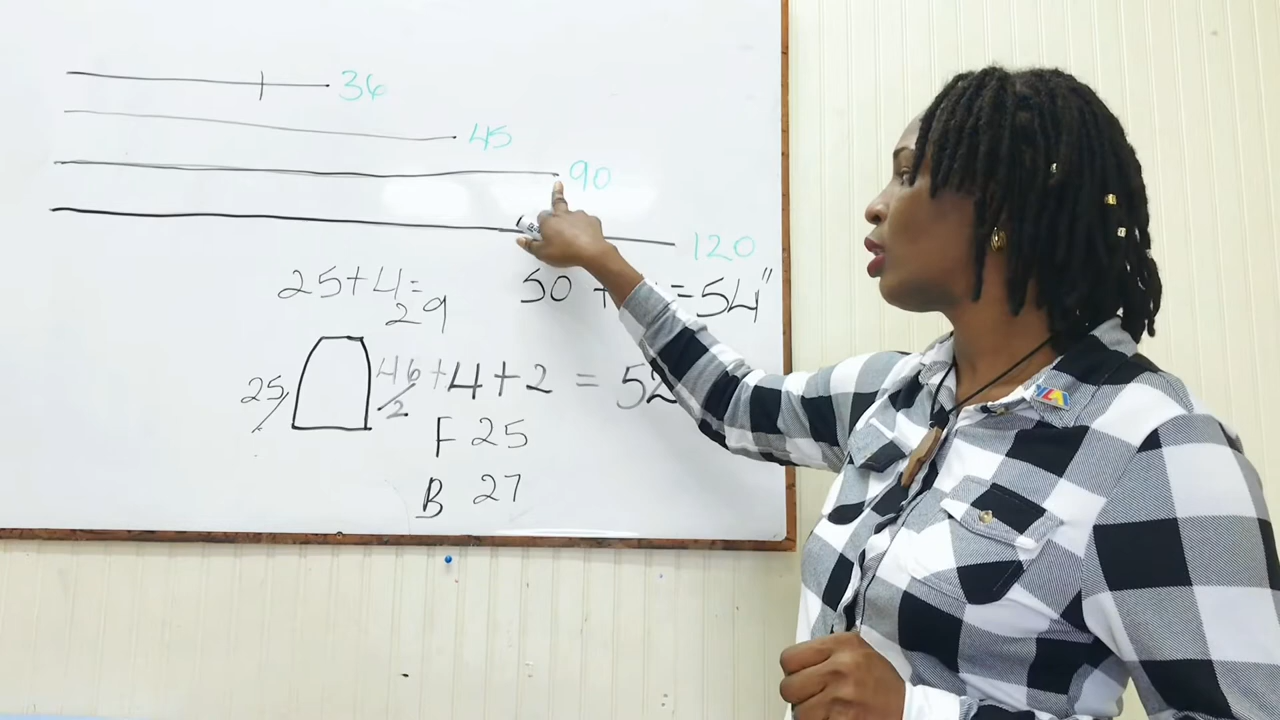 36
45
90
120
25+4=
29
50 + =54"
25/ 46/2 +4+2 = 52
F 25
B 27